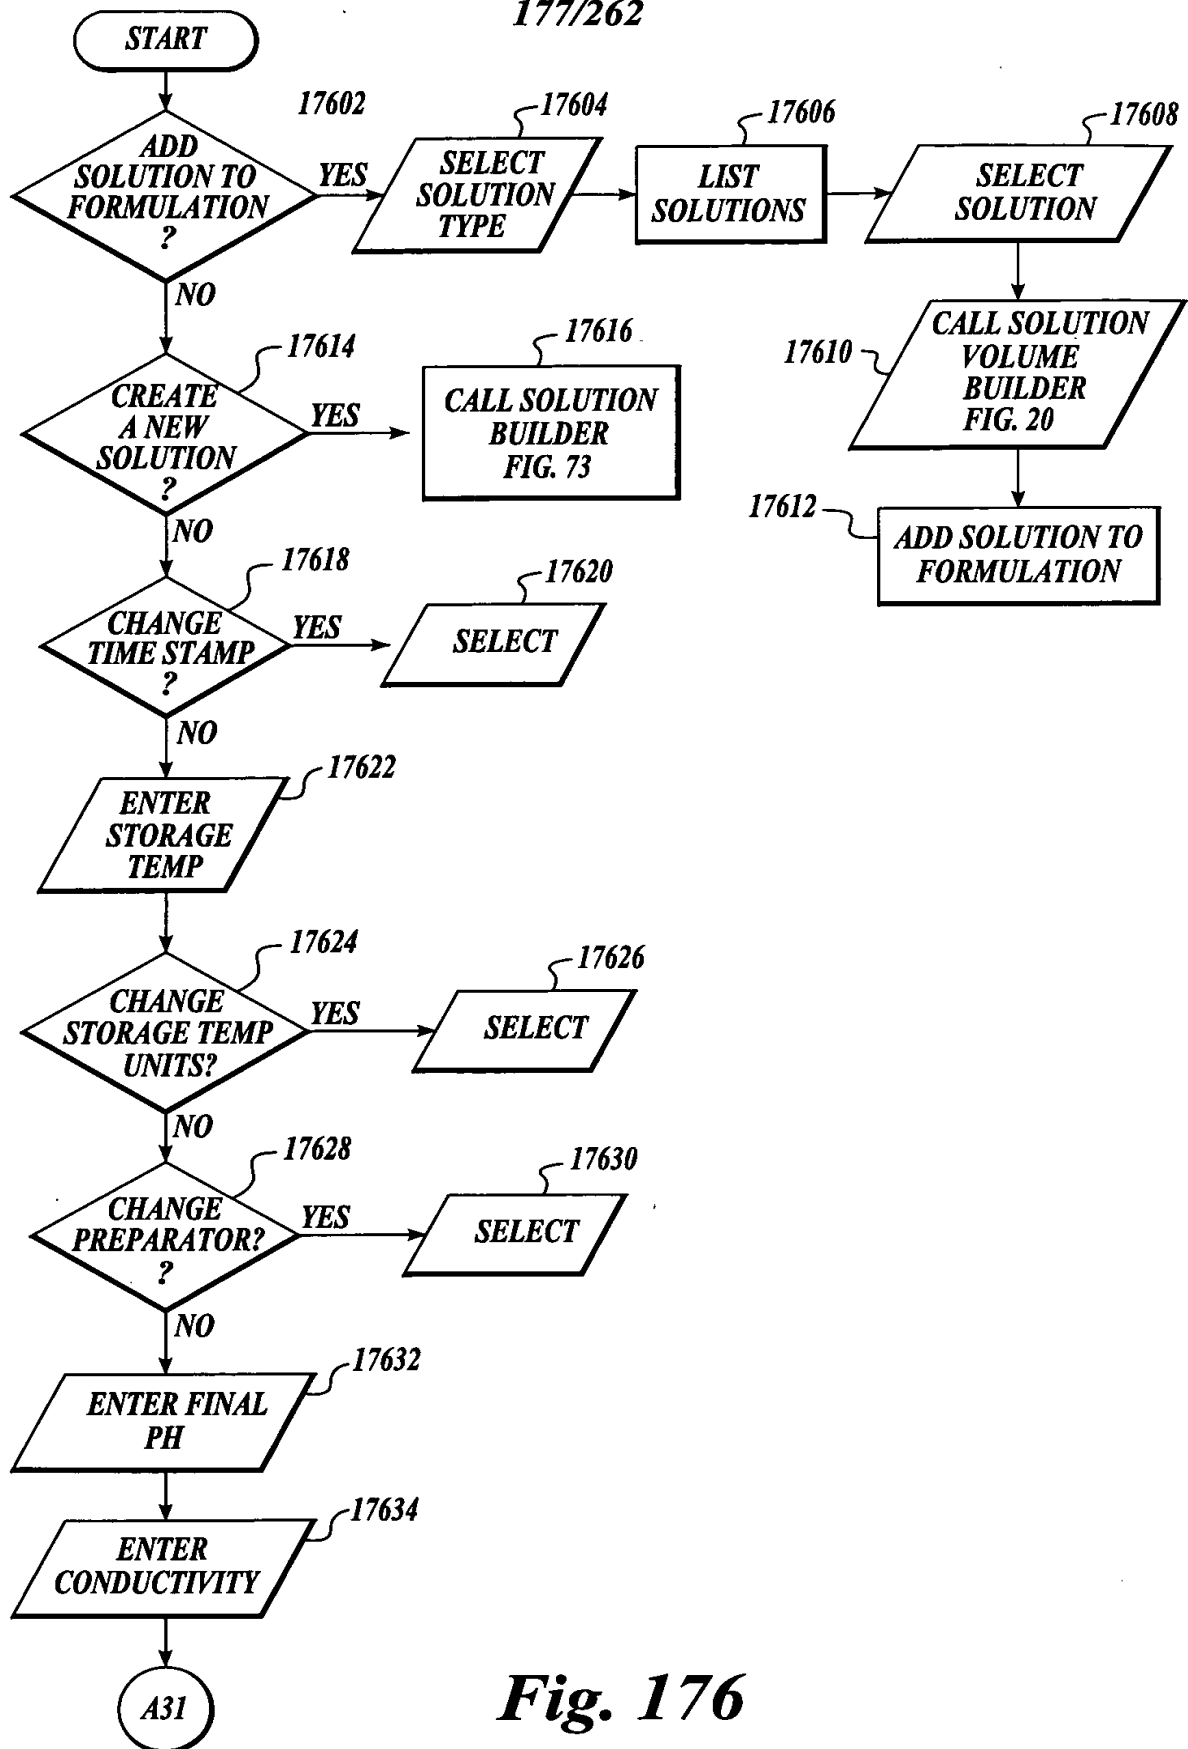 177/262
START
17602
ADD
SOLUTION TO
FORMULATION
?
YES
17604
SELECT
SOLUTION
TYPE
17606
LIST
SOLUTIONS
17608
SELECT
SOLUTION
NO
17610
CALL SOLUTION
VOLUME
BUILDER
FIG. 20
17612
ADD SOLUTION TO
FORMULATION
17614
CREATE
A NEW
SOLUTION
?
YES
17616
CALL SOLUTION
BUILDER
FIG. 73
NO
17618
CHANGE
TIME STAMP
?
YES
17620
SELECT
NO
17622
ENTER
STORAGE
TEMP
17624
CHANGE
STORAGE TEMP
UNITS?
YES
17626
SELECT
NO
17628
CHANGE
PREPARATOR?
?
YES
17630
SELECT
NO
17632
ENTER FINAL
PH
17634
ENTER
CONDUCTIVITY
A31
Fig. 176